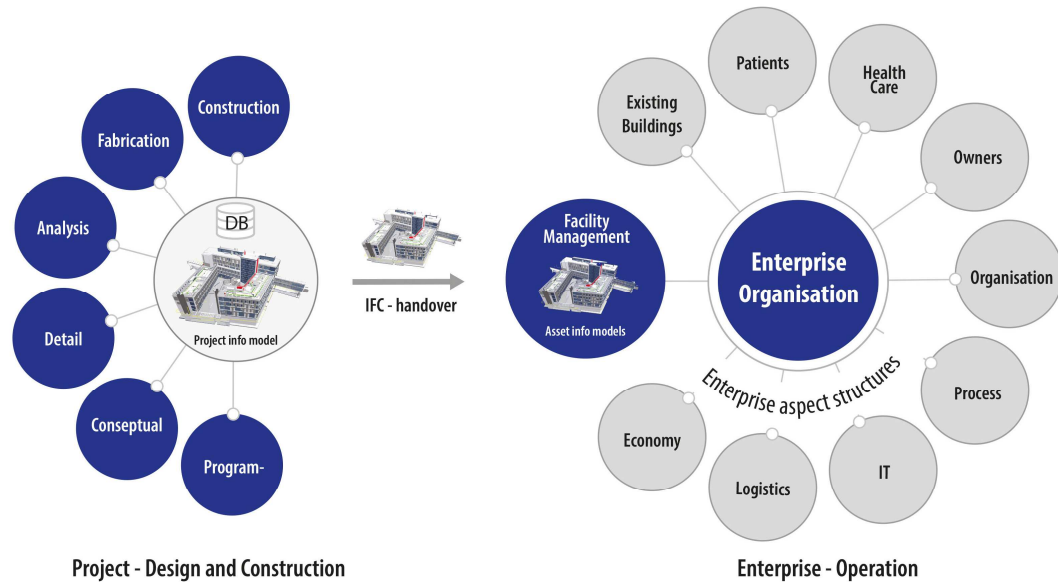 Construction
Fabrication
Analysis
Detail
Conseptual
Program-
DB
Project info model
IFC - handover
Project - Design and Construction
Patients
Health
Care
Existing
Buildings
Owners
Facility
Management
Asset info models
Enterprise
Organisation
Organisation
Enterprise aspect structures
Process
Economy
Logistics
IT
Enterprise - Operation